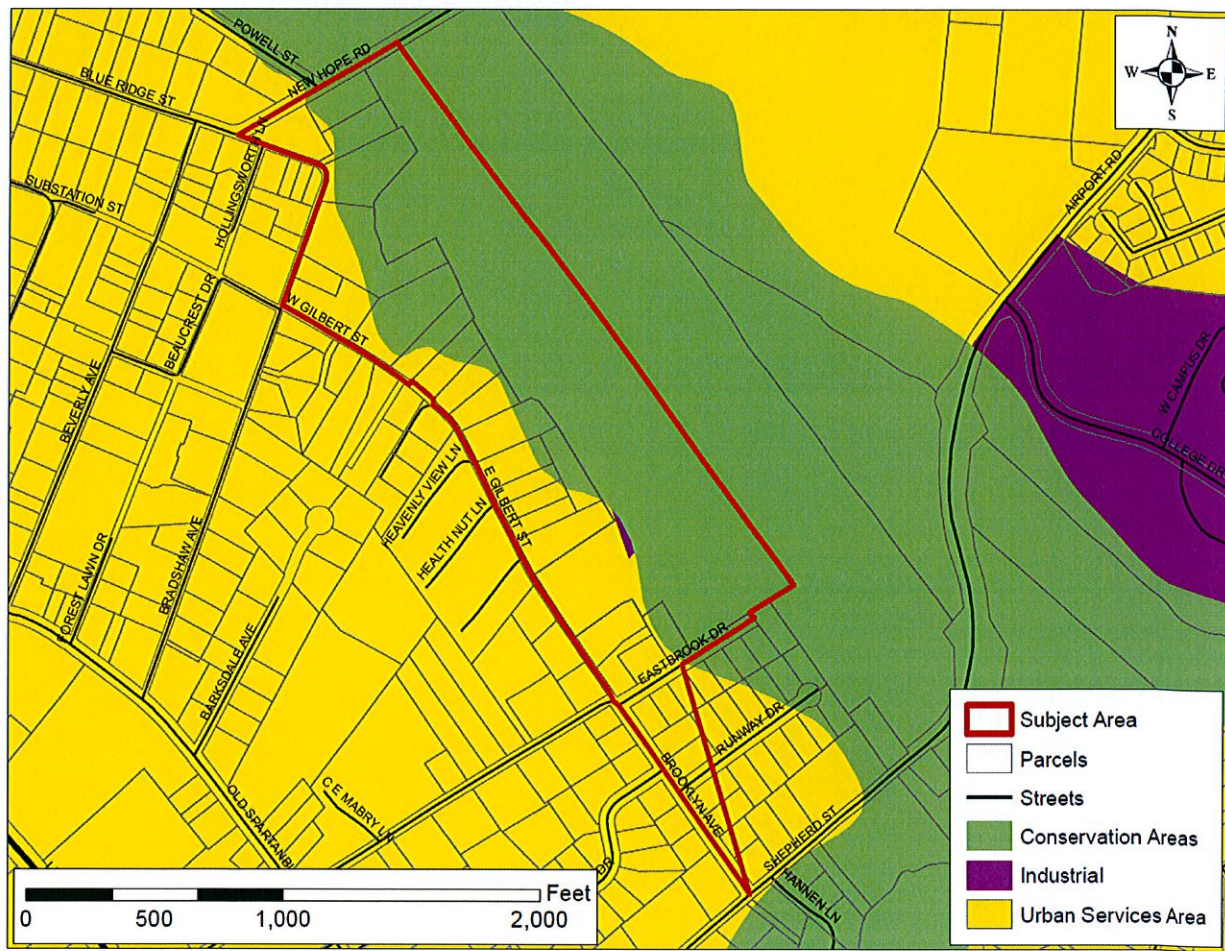 POWELL ST
NEW HOPE RD
BLUE RIDGE ST
N
W
E
S
AIRPORT RD
SUBSTATION ST
BEAUCREST DR
W GILBERT ST
BEVERLY AVE
W CAMPUS DR
COLLEGE DR
HEAVENLY VIEW LN
E GILBERT ST
HEALTH NUT LN
FOREST LAWN DR
BRADSHAW AVE
BARKSDALE AVE
EASTBROOK DR
RUNWAY DR
BROOKLYN AVE
C E MABRY LN
OLD
SHEPHERD ST
HANNEN LN
DR
Subject Area
Parcels
Streets
Conservation Areas
Industrial
Urban Services Area
Feet
0 500 1,000 2,000